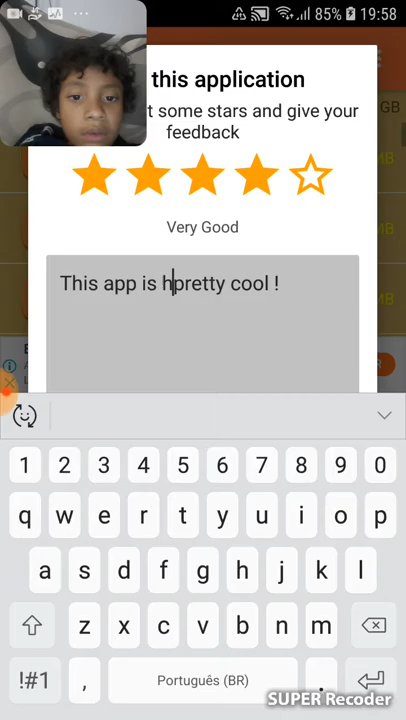 85% 19:58
this application
t some stars and give your
feedback
Very Good
This app is hpretty cool !
GB
MB
MB
MB
1 2 3 4 5 6 7 8 9 0
q w e r t y u i o p
a s d f g h j k l
z x c v b n m
!#1 , Português (BR) .
SUPER Recoder